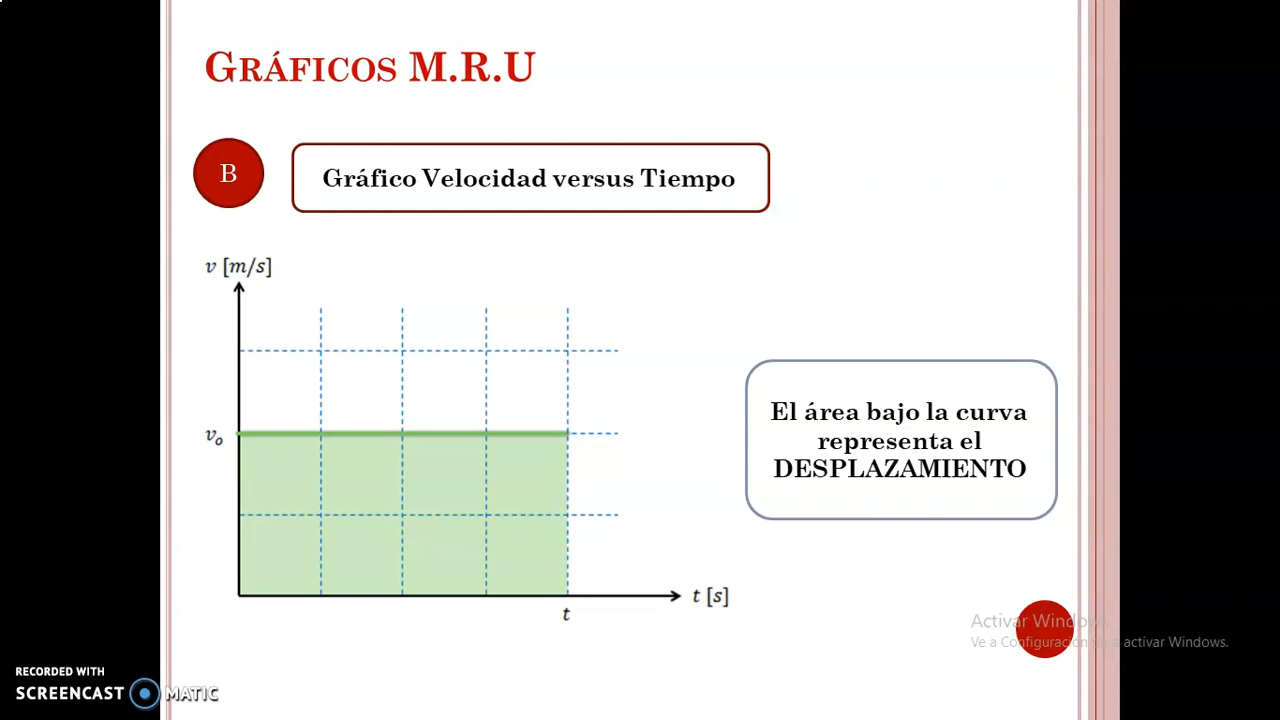 GRÁFICOS M.R.U
B
Gráfico Velocidad versus Tiempo
v [m/s]
vₒ
t [s]
t
El área bajo la curva
representa el
DESPLAZAMIENTO
Activar Windows
Ve a Configuración para activar Windows.
RECORDED WITH
SCREENCAST MATIC